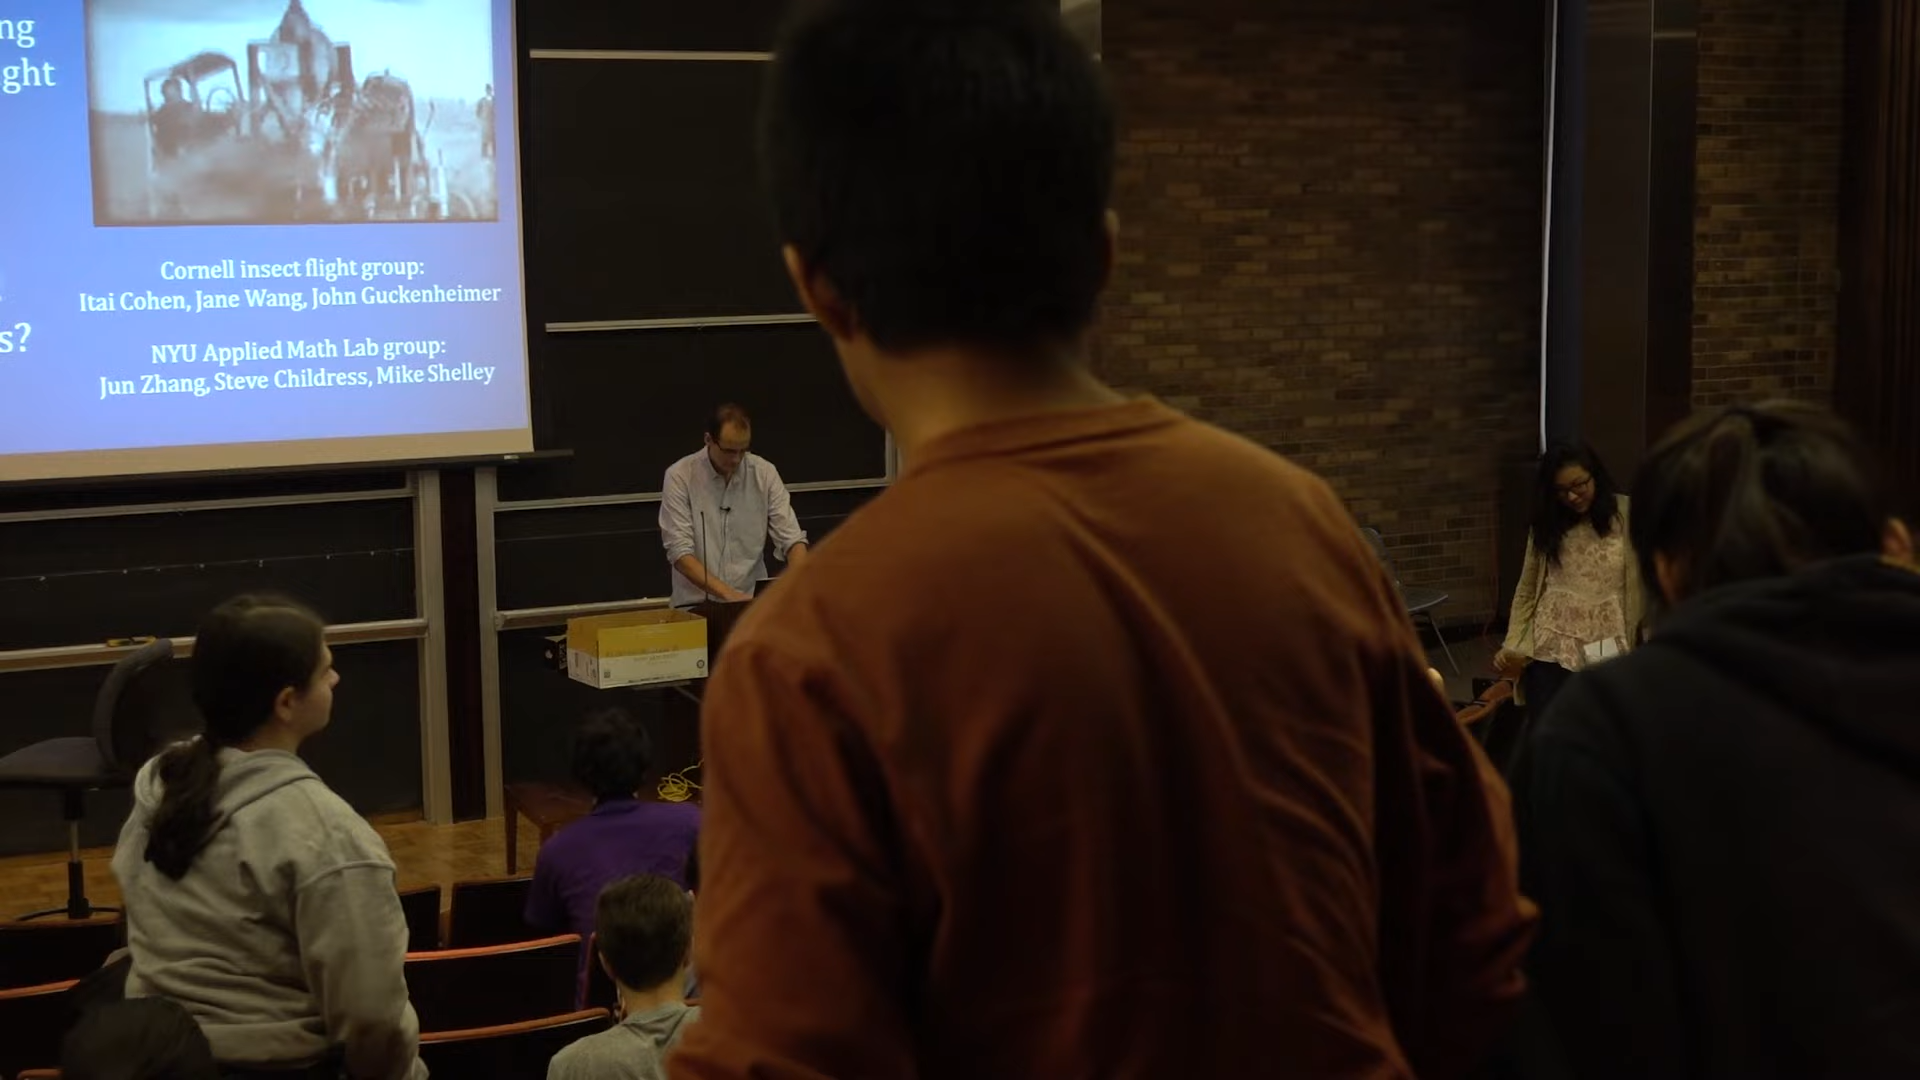 ng
ght
Cornell insect flight group:
Itai Cohen, Jane Wang, John Guckenheimer
s?
NYU Applied Math Lab group:
Jun Zhang, Steve Childress, Mike Shelley